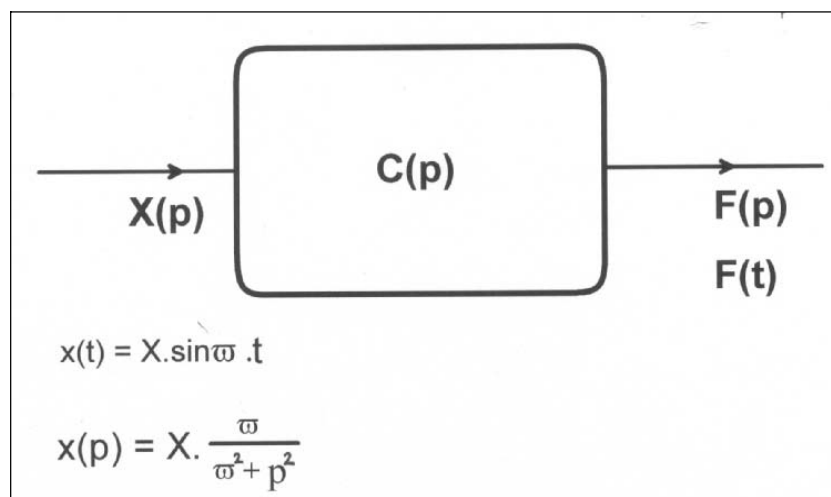 C(p)
X(p)
F(p)
F(t)
x(t) = X.sinϖ .t
x(p) = X. ϖ / ϖ²+ p²